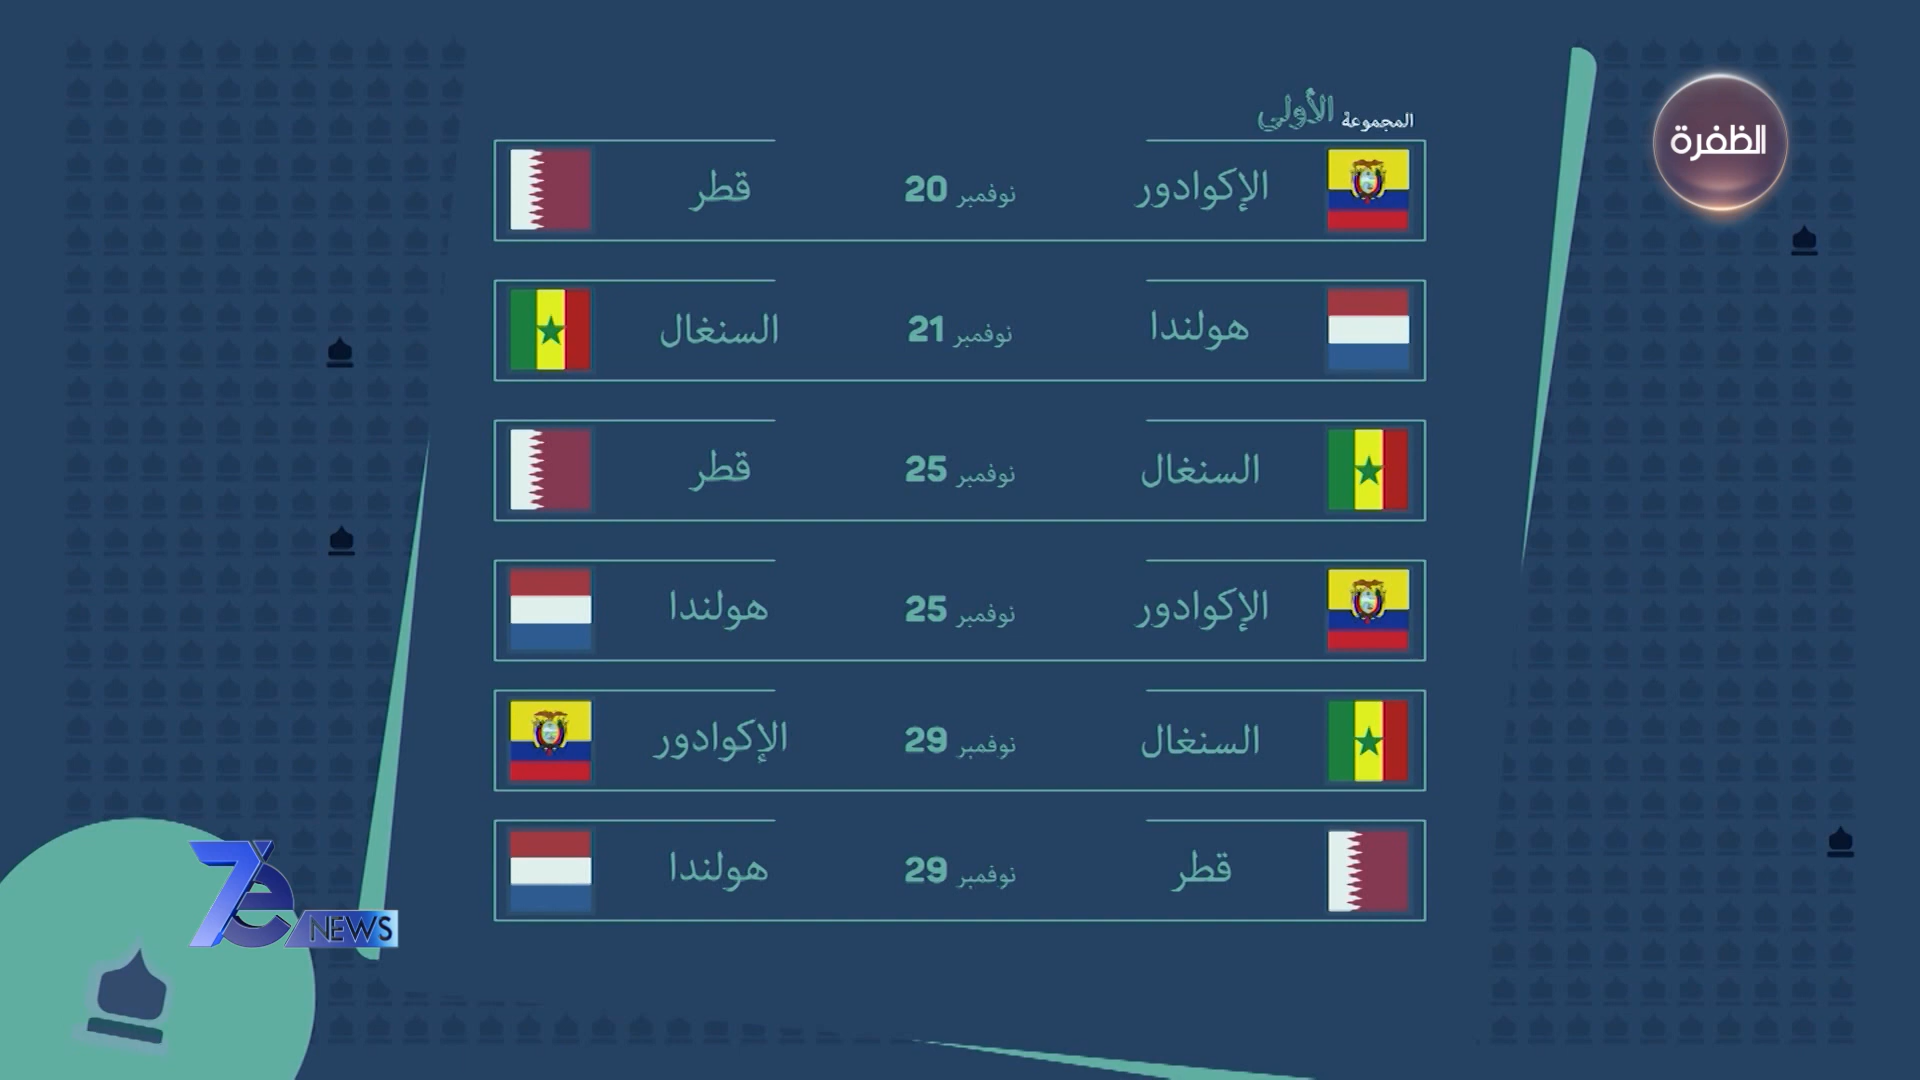 الظفرة
المجموعة الأولى
الإكوادور نوفمبر 20 قطر
هولندا نوفمبر 21 السنغال
السنغال نوفمبر 25 قطر
الإكوادور نوفمبر 25 هولندا
السنغال نوفمبر 29 الإكوادور
قطر نوفمبر 29 هولندا
7e NEWS